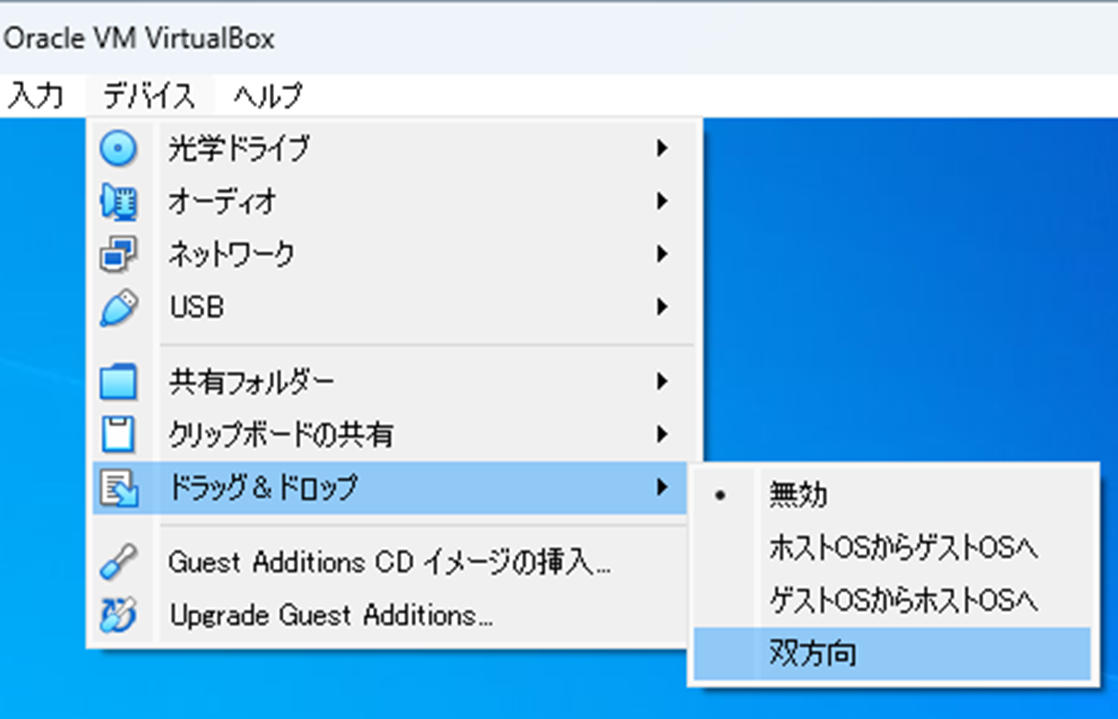 Oracle VM VirtualBox
入力 デバイス ヘルプ
光学ドライブ
オーディオ
ネットワーク
USB
共有フォルダー
クリップボードの共有
ドラッグ＆ドロップ
無効
ホストOSからゲストOSへ
ゲストOSからホストOSへ
双方向
Guest Additions CD イメージの挿入...
Upgrade Guest Additions...